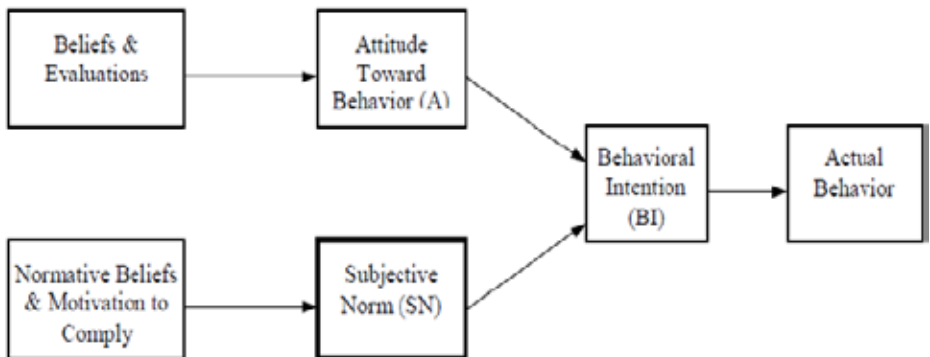 Beliefs &
Evaluations
Attitude
Toward
Behavior (A)
Normative Beliefs
& Motivation to
Comply
Subjective
Norm (SN)
Behavioral
Intention
(BI)
Actual
Behavior